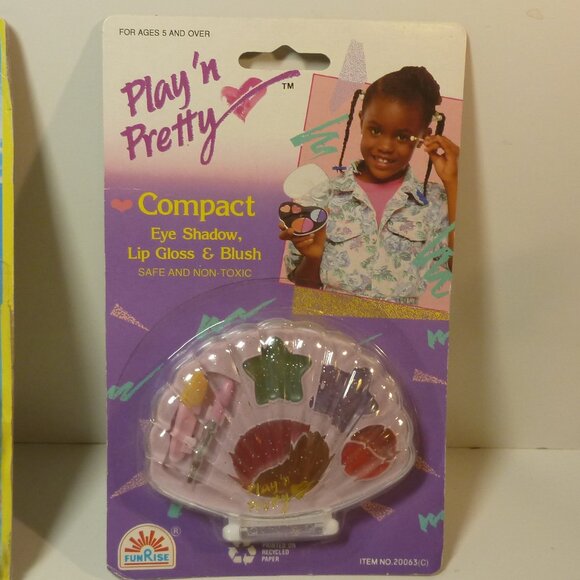 FOR AGES 5 AND OVER
Play'n
Pretty
TM
Compact
Eye Shadow,
Lip Gloss & Blush
SAFE AND NON-TOXIC
Play'n
Pretty
FUNRISE
®
PRINTED ON
RECYCLED
PAPER
ITEM NO. 20063(C)